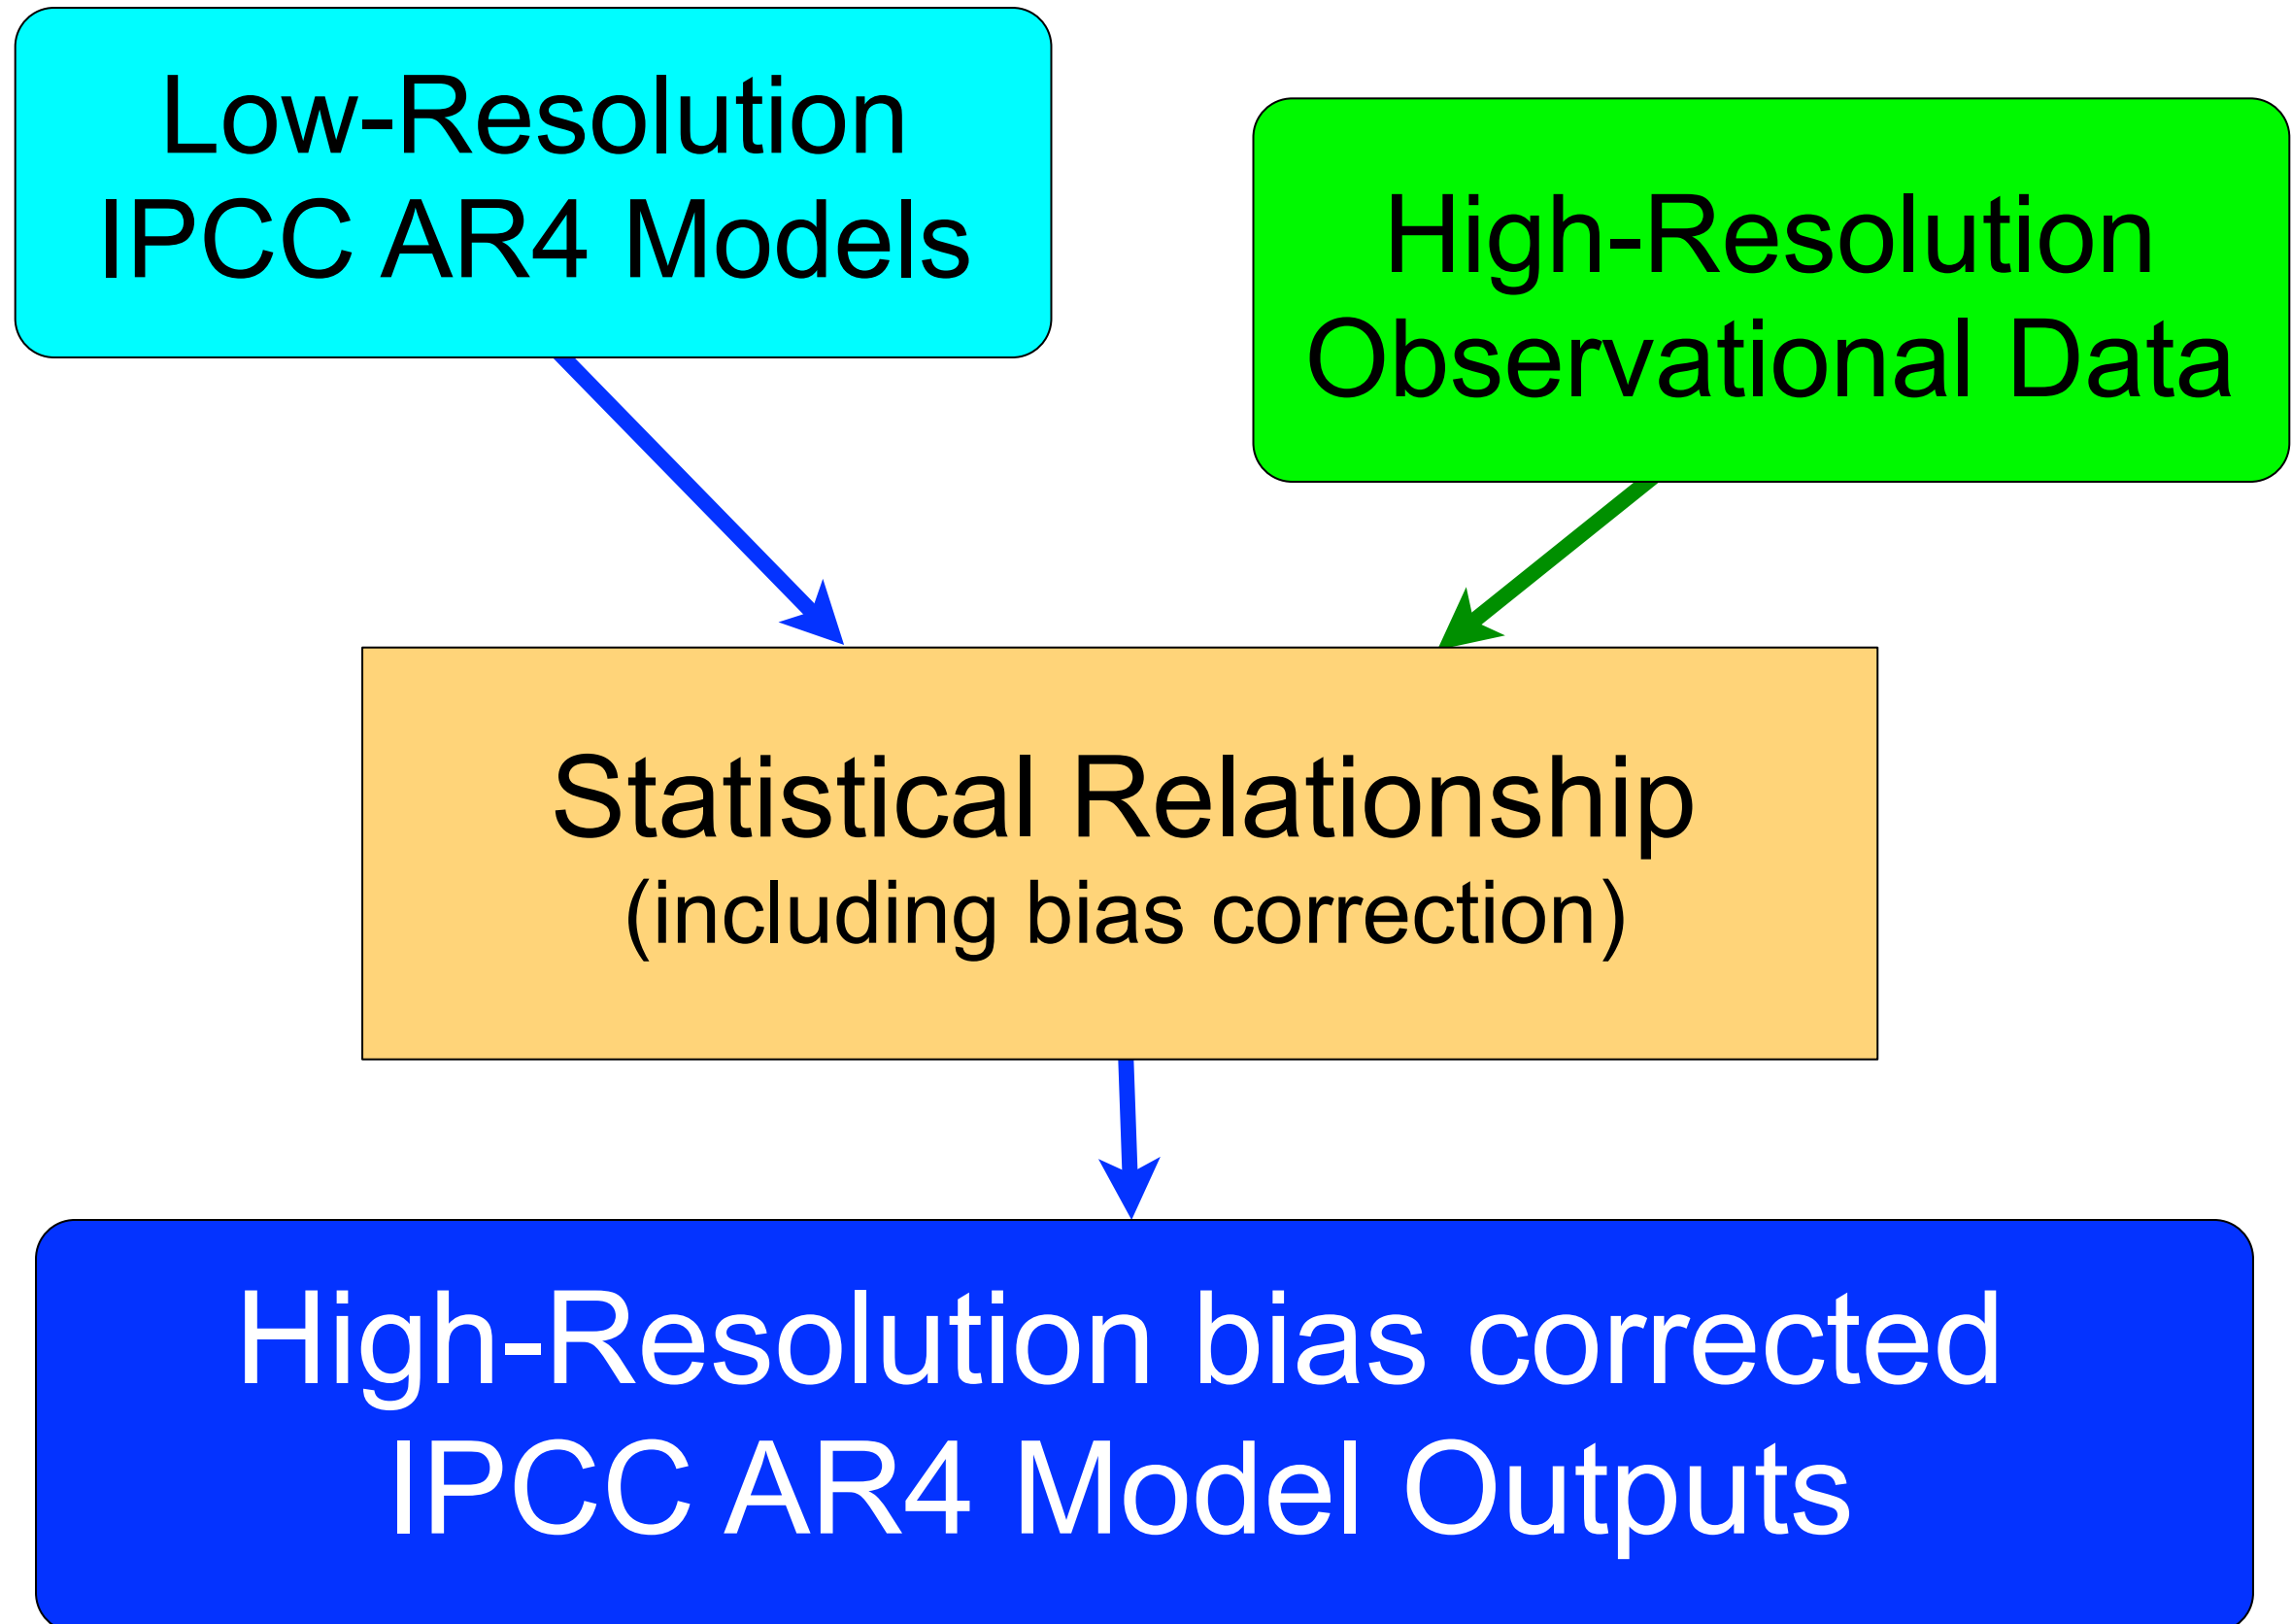 Low-Resolution
IPCC AR4 Models
High-Resolution
Observational Data
Statistical Relationship
(including bias correction)
High-Resolution bias corrected
IPCC AR4 Model Outputs